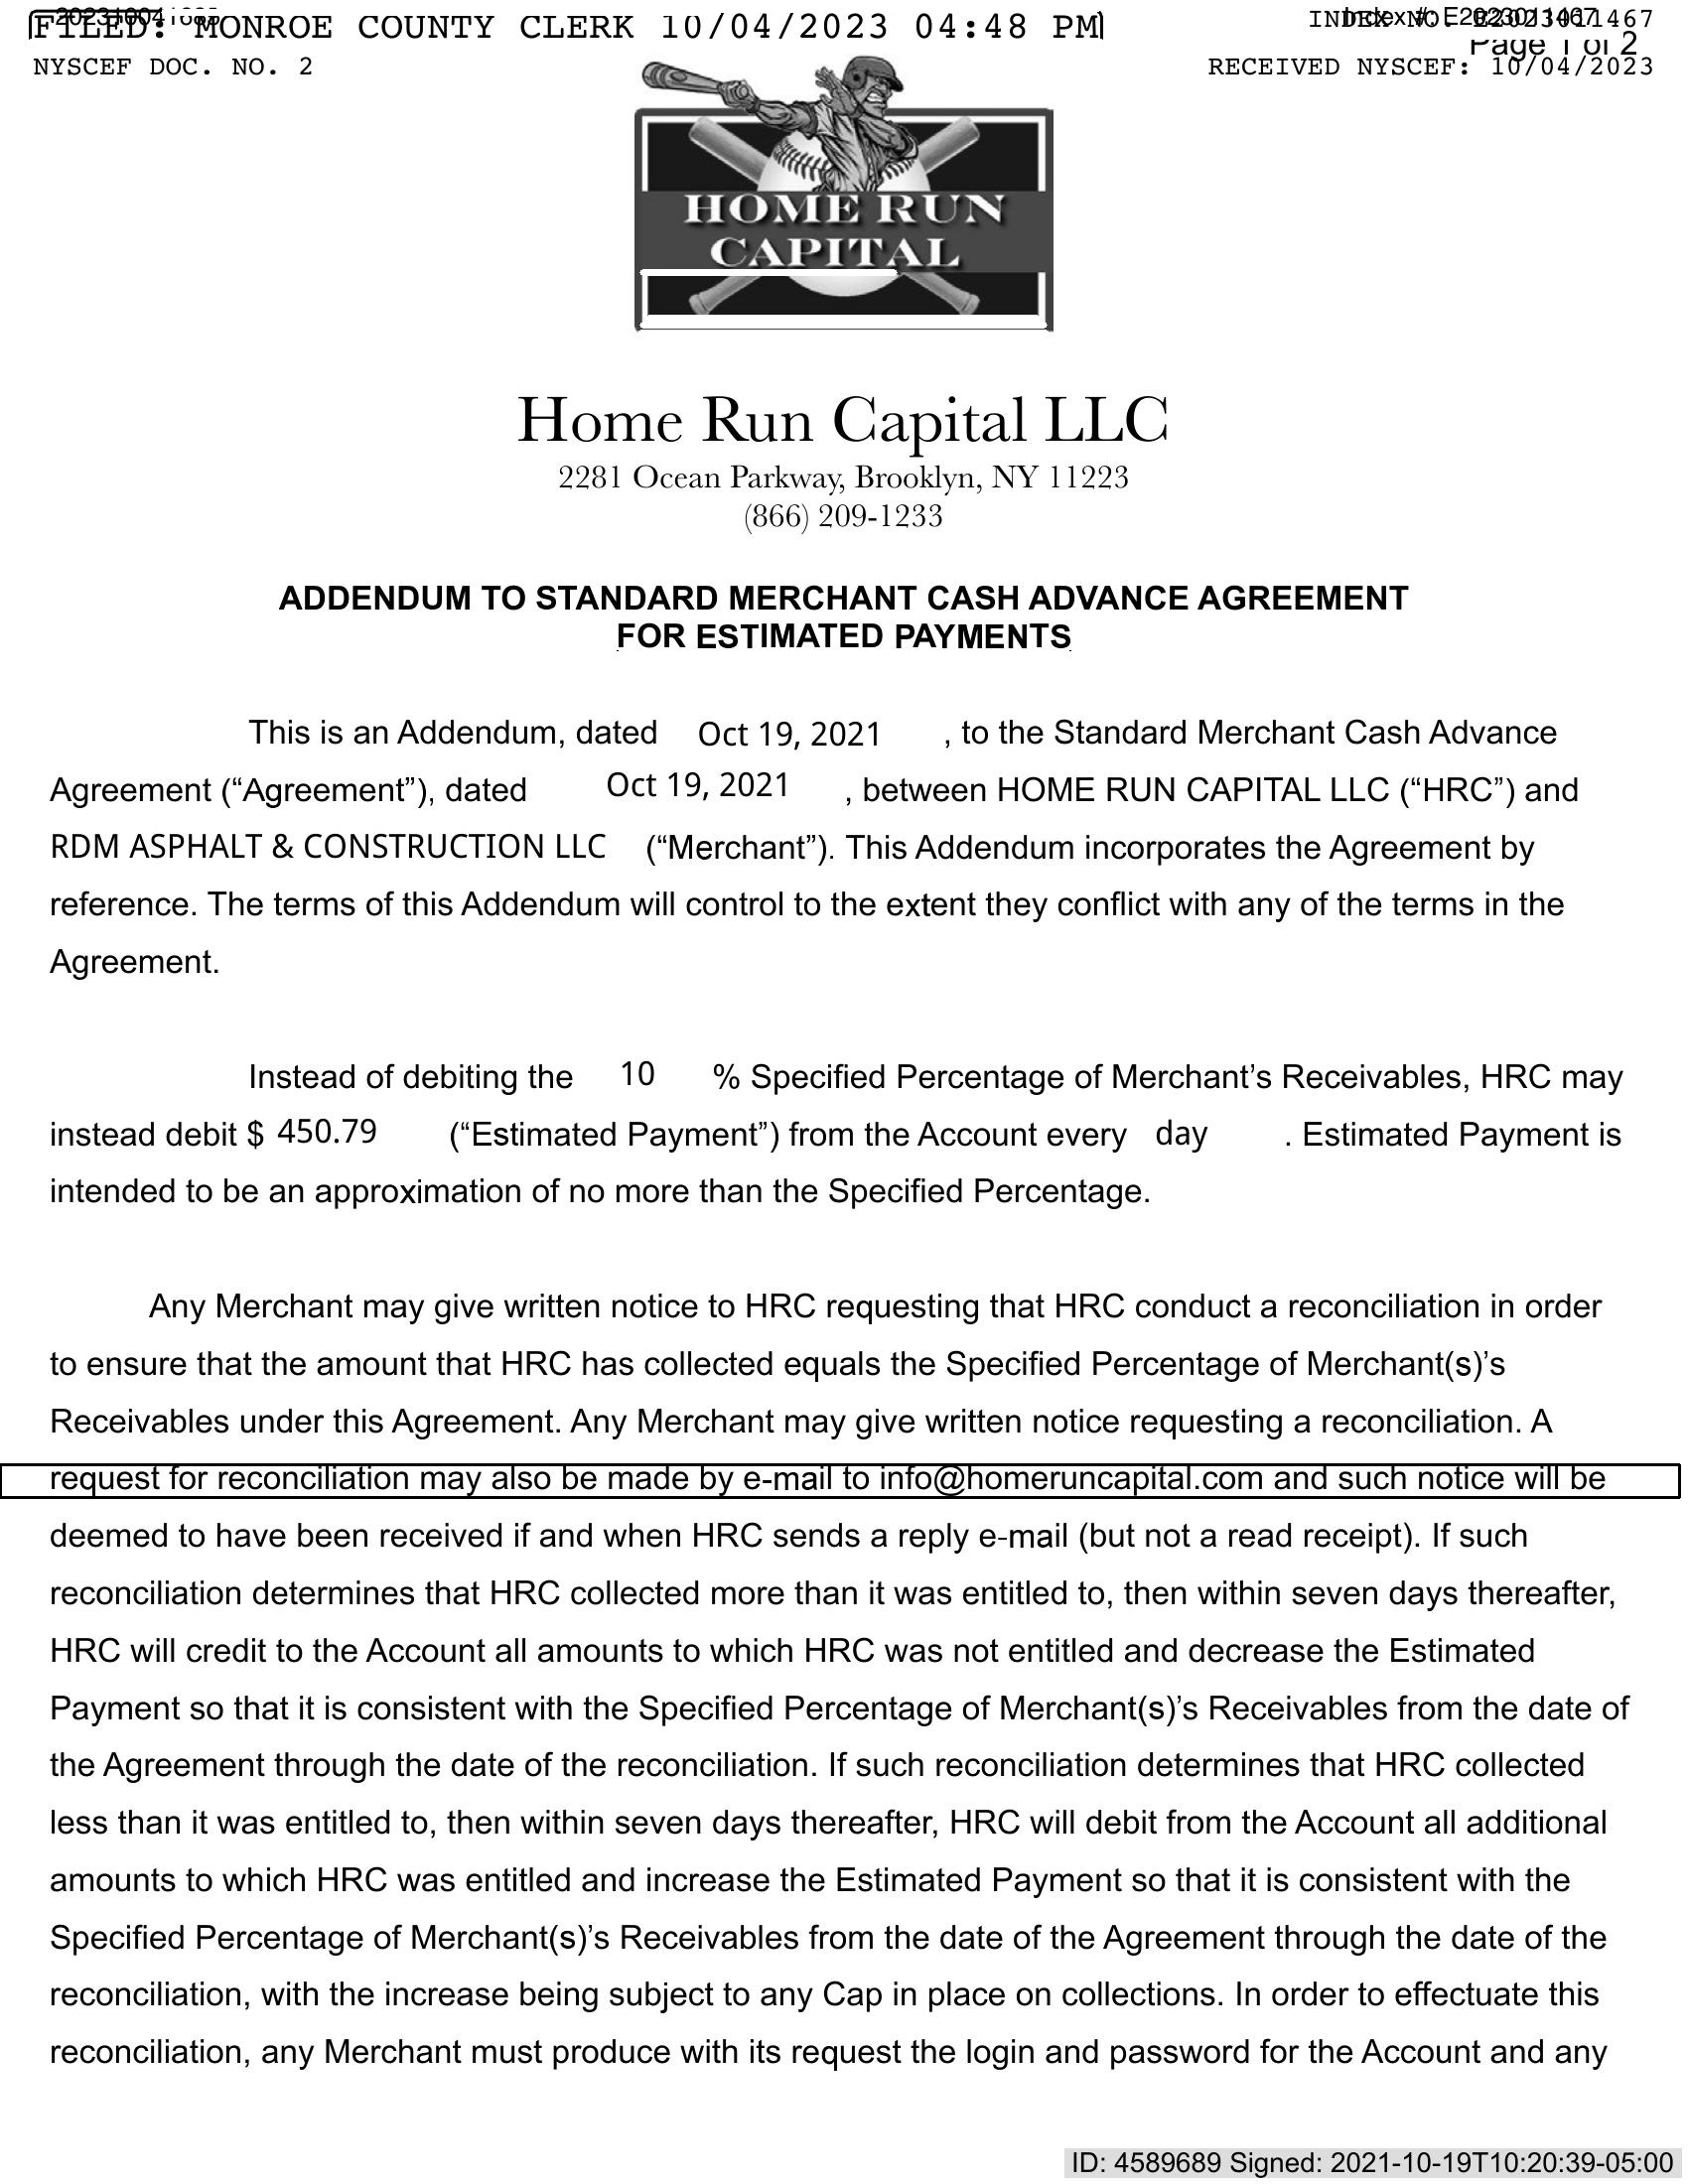 FILED: MONROE COUNTY CLERK 10/04/2023 04:48 PM
INDEX NO. E2023011467
Index #: E2023011467
Page 1 of 2
NYSCEF DOC. NO. 2
RECEIVED NYSCEF: 10/04/2023
HOME RUN
CAPITAL
Home Run Capital LLC
2281 Ocean Parkway, Brooklyn, NY 11223
(866) 209-1233
ADDENDUM TO STANDARD MERCHANT CASH ADVANCE AGREEMENT
FOR ESTIMATED PAYMENTS
This is an Addendum, dated Oct 19, 2021 , to the Standard Merchant Cash Advance
Agreement (“Agreement”), dated Oct 19, 2021 , between HOME RUN CAPITAL LLC (“HRC”) and
RDM ASPHALT & CONSTRUCTION LLC (“Merchant”). This Addendum incorporates the Agreement by
reference. The terms of this Addendum will control to the extent they conflict with any of the terms in the
Agreement.
Instead of debiting the 10 % Specified Percentage of Merchant’s Receivables, HRC may
instead debit $ 450.79 (“Estimated Payment”) from the Account every day . Estimated Payment is
intended to be an approximation of no more than the Specified Percentage.
Any Merchant may give written notice to HRC requesting that HRC conduct a reconciliation in order
to ensure that the amount that HRC has collected equals the Specified Percentage of Merchant(s)’s
Receivables under this Agreement. Any Merchant may give written notice requesting a reconciliation. A
request for reconciliation may also be made by e-mail to info@homeruncapital.com and such notice will be
deemed to have been received if and when HRC sends a reply e-mail (but not a read receipt). If such
reconciliation determines that HRC collected more than it was entitled to, then within seven days thereafter,
HRC will credit to the Account all amounts to which HRC was not entitled and decrease the Estimated
Payment so that it is consistent with the Specified Percentage of Merchant(s)’s Receivables from the date of
the Agreement through the date of the reconciliation. If such reconciliation determines that HRC collected
less than it was entitled to, then within seven days thereafter, HRC will debit from the Account all additional
amounts to which HRC was entitled and increase the Estimated Payment so that it is consistent with the
Specified Percentage of Merchant(s)’s Receivables from the date of the Agreement through the date of the
reconciliation, with the increase being subject to any Cap in place on collections. In order to effectuate this
reconciliation, any Merchant must produce with its request the login and password for the Account and any
ID: 4589689 Signed: 2021-10-19T10:20:39-05:00